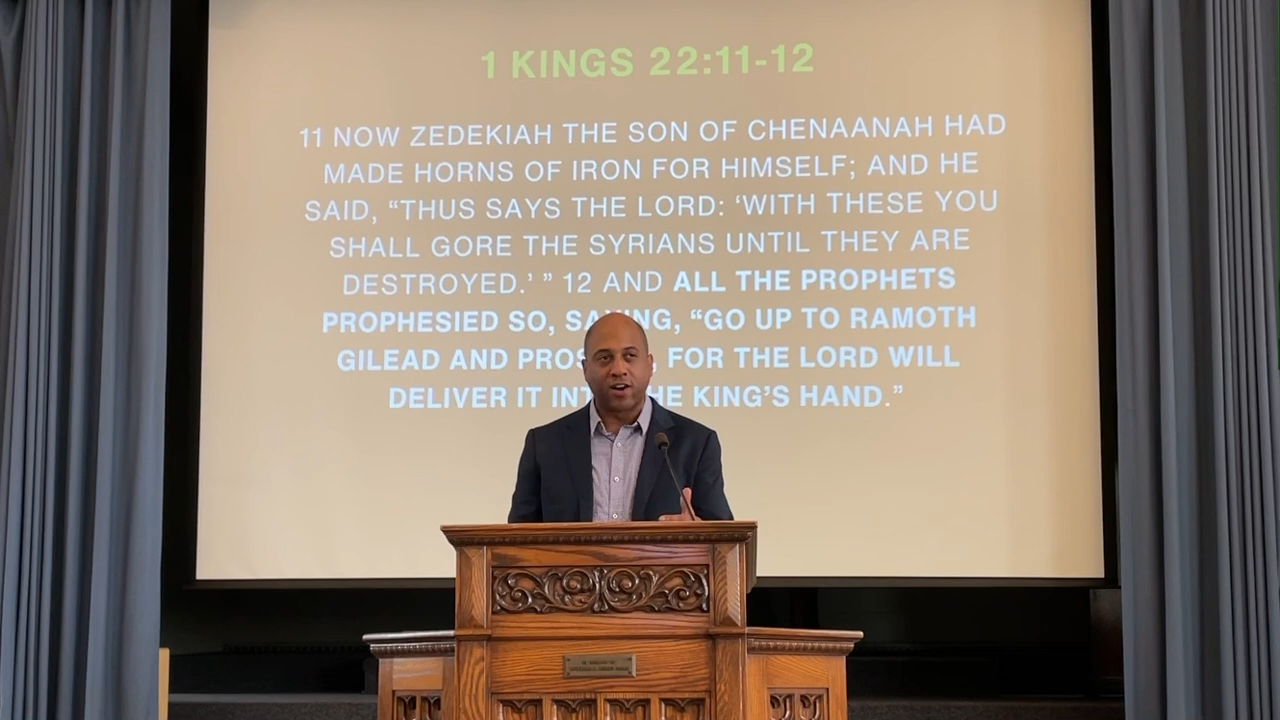 1 KINGS 22:11-12
11 NOW ZEDEKIAH THE SON OF CHENAANAH HAD
MADE HORNS OF IRON FOR HIMSELF; AND HE
SAID, “THUS SAYS THE LORD: ‘WITH THESE YOU
SHALL GORE THE SYRIANS UNTIL THEY ARE
DESTROYED.’ ” 12 AND ALL THE PROPHETS
PROPHESIED SO, SAYING, “GO UP TO RAMOTH
GILEAD AND FOR THE LORD WILL
DELIVER IT KING’S HAND.”